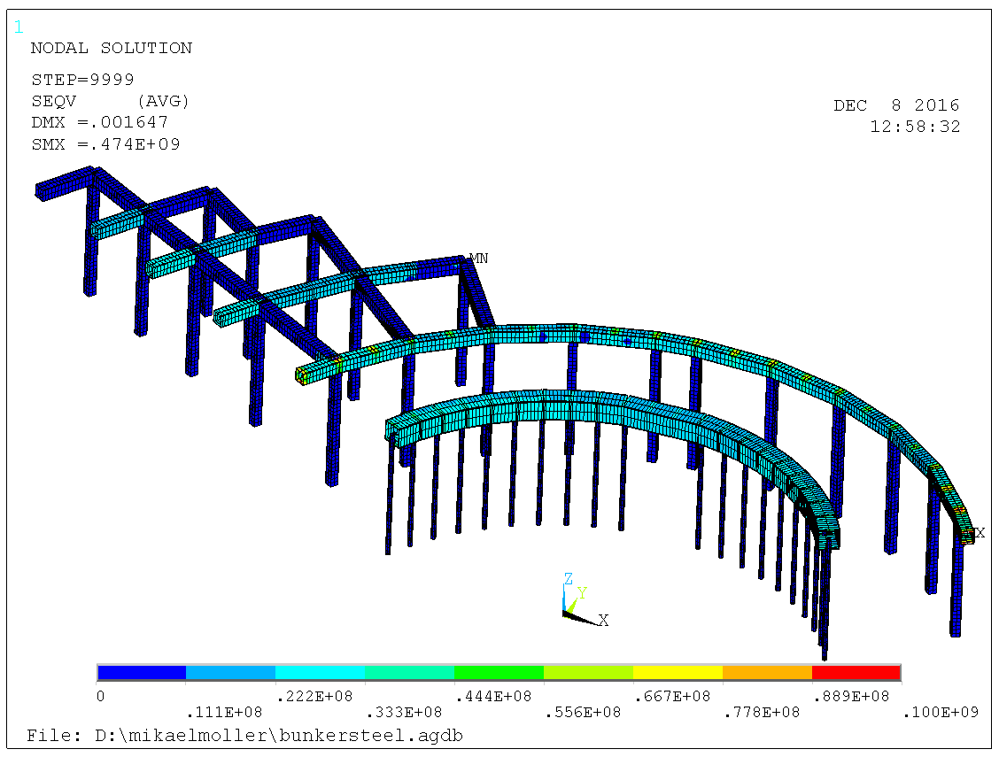 1
NODAL SOLUTION
STEP=9999
SEQV (AVG)
DMX =.001647
SMX =.474E+09
DEC 8 2016
12:58:32
MN
X
Z
Y
X
0 .222E+08 .444E+08 .667E+08 .889E+08
.111E+08 .333E+08 .556E+08 .778E+08 .100E+09
File: D:\mikaelmoller\bunkersteel.agdb